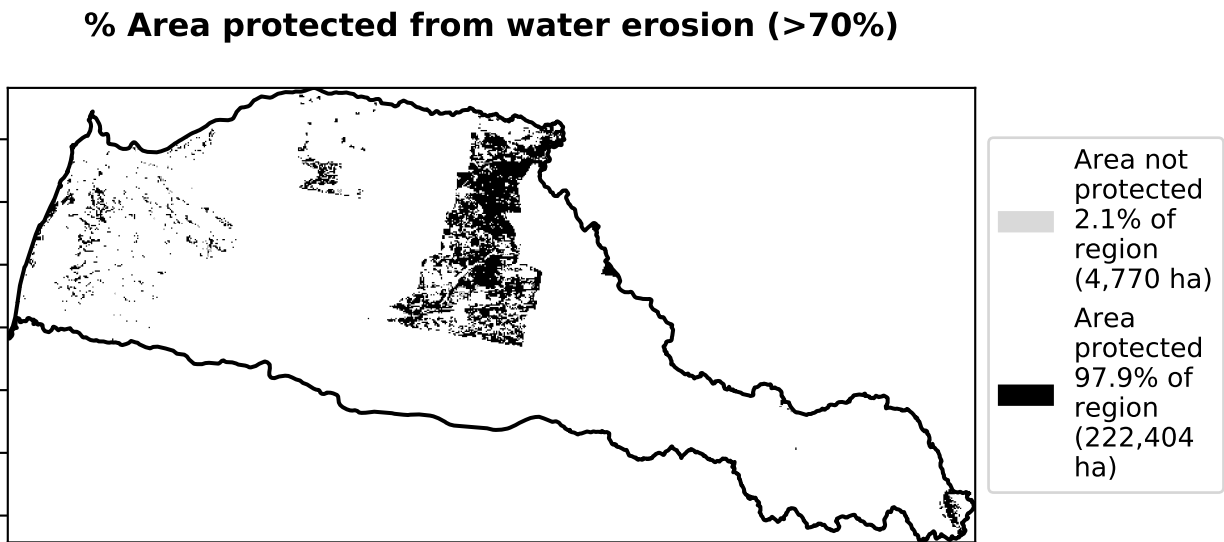 % Area protected from water erosion (>70%)
Area not
protected
2.1% of
region
(4,770 ha)
Area
protected
97.9% of
region
(222,404
ha)